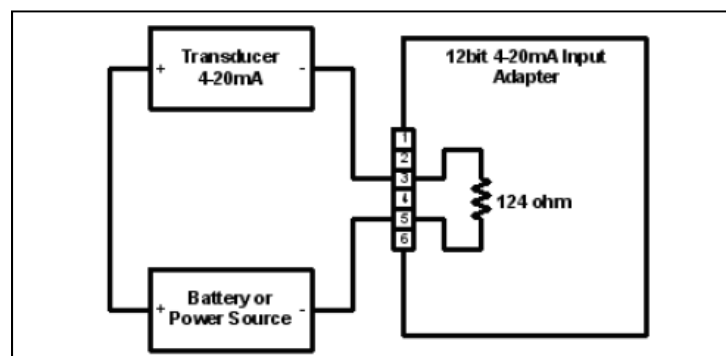 Transducer
4-20mA
+
-
12bit 4-20mA Input
Adapter
1
2
3
4
5
6
124 ohm
Battery or
Power Source
+
-